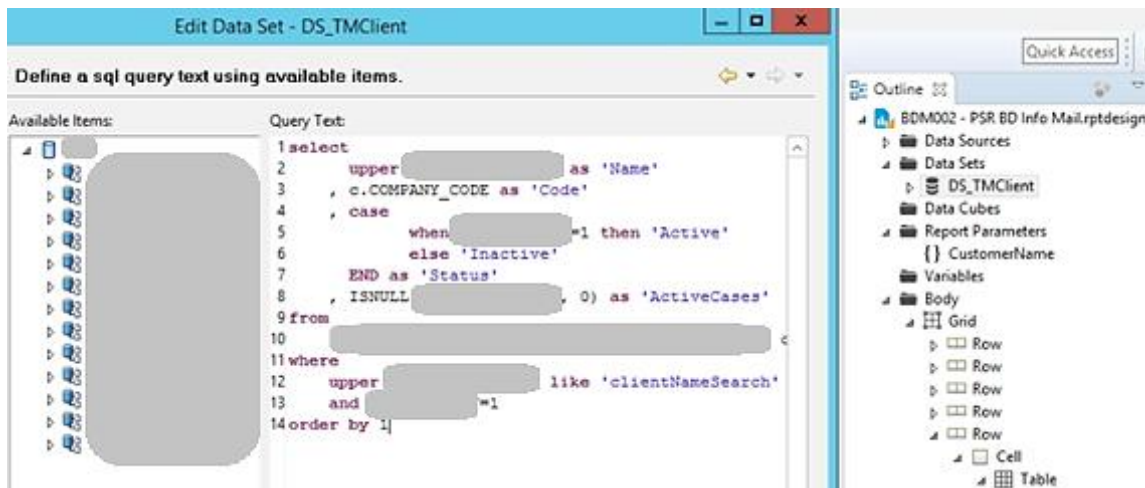 Edit Data Set - DS_TMClient
Define a sql query text using available items.
Available Items:
Query Text:
1 select
2 upper as 'Name'
3 , c.COMPANY_CODE as 'Code'
4 , case
5 when =1 then 'Active'
6 else 'Inactive'
7 END as 'Status'
8 , ISNULL , 0) as 'ActiveCases'
9 from
10 c
11 where
12 upper like 'clientNameSearch'
13 and =1
14 order by 1
Quick Access
Outline
BDM002 - PSR BD Info Mail.rptdesign
Data Sources
Data Sets
DS_TMClient
Data Cubes
Report Parameters
{} CustomerName
Variables
Body
Grid
Row
Row
Row
Row
Row
Cell
Table